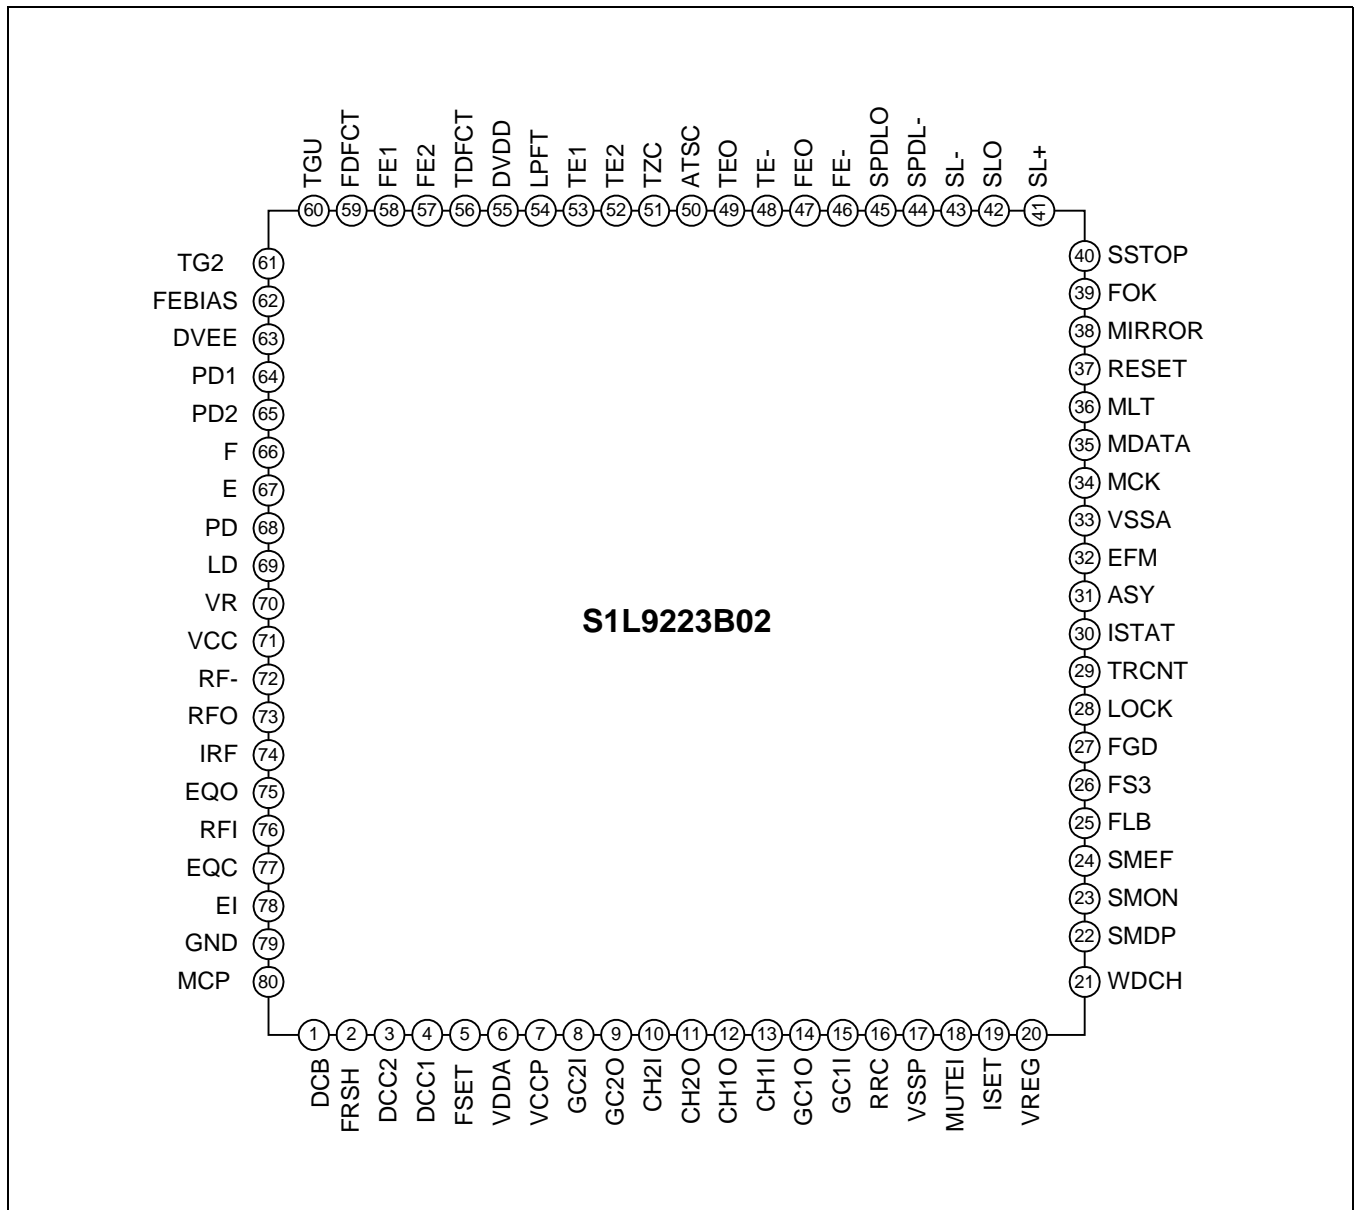 TGU
FDFCT
FE1
FE2
TDFCT
DVDD
LPFT
TE1
TE2
TZC
ATSC
TEO
TE-
FEO
FE-
SPDLO
SPDL-
SL-
SLO
SL+
60 59 58 57 56 55 54 53 52 51 50 49 48 47 46 45 44 43 42 41
TG2 61
FEBIAS 62
DVEE 63
PD1 64
PD2 65
F 66
E 67
PD 68
LD 69
VR 70
VCC 71
RF- 72
RFO 73
IRF 74
EQO 75
RFI 76
EQC 77
EI 78
GND 79
MCP 80
S1L9223B02
40 SSTOP
39 FOK
38 MIRROR
37 RESET
36 MLT
35 MDATA
34 MCK
33 VSSA
32 EFM
31 ASY
30 ISTAT
29 TRCNT
28 LOCK
27 FGD
26 FS3
25 FLB
24 SMEF
23 SMON
22 SMDP
21 WDCH
1 2 3 4 5 6 7 8 9 10 11 12 13 14 15 16 17 18 19 20
DCB
FRSH
DCC2
DCC1
FSET
VDDA
VCCP
GC2I
GC2O
CH2I
CH2O
CH1O
CH1I
GC1O
GC1I
RRC
VSSP
MUTEI
ISET
VREG